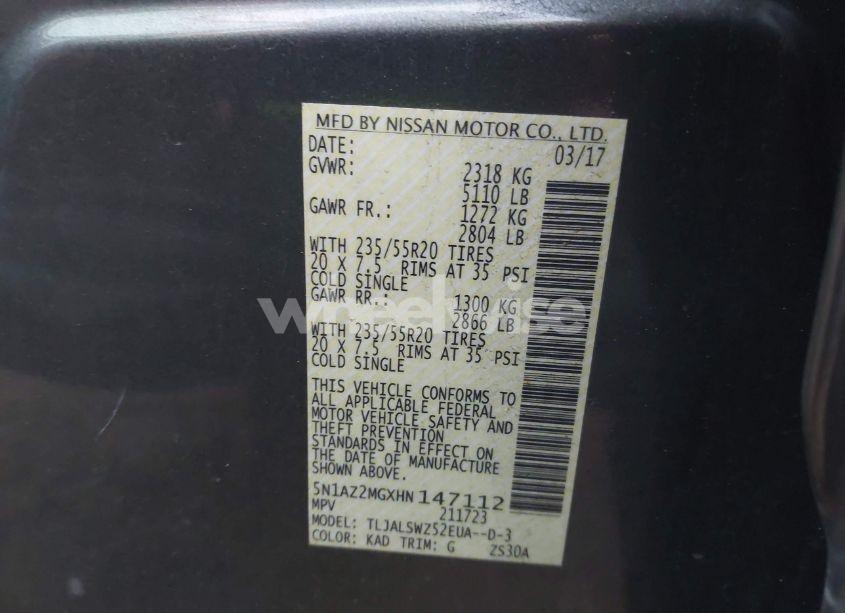 MFD BY NISSAN MOTOR CO., LTD.
DATE: 03/17
GVWR: 2318 KG
5110 LB
GAWR FR.: 1272 KG
2804 LB
WITH 235/55R20 TIRES
20 X 7.5 RIMS AT 35 PSI
COLD SINGLE
GAWR RR.: 1300 KG
2866 LB
WITH 235/55R20 TIRES
20 X 7.5 RIMS AT 35 PSI
COLD SINGLE
THIS VEHICLE CONFORMS TO
ALL APPLICABLE FEDERAL
MOTOR VEHICLE SAFETY AND
THEFT PREVENTION
STANDARDS IN EFFECT ON
THE DATE OF MANUFACTURE
SHOWN ABOVE.
5N1AZ2MGXHN147112
MPV 211723
MODEL: TLJALSWZ52EUA--D-3
COLOR: KAD TRIM: G ZS30A
wheelwise